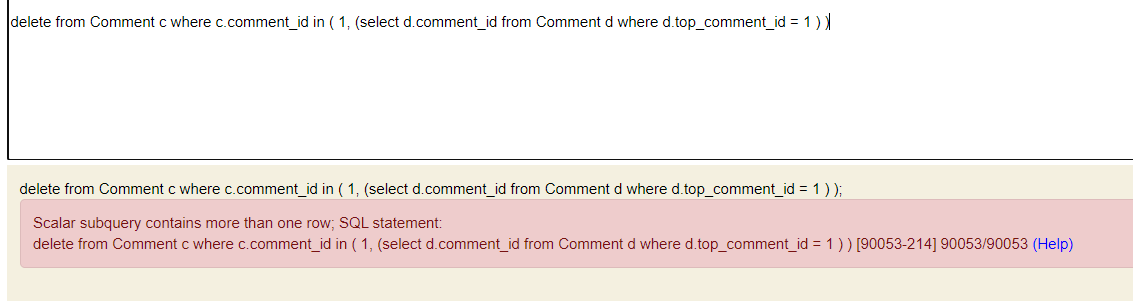 delete from Comment c where c.comment_id in ( 1, (select d.comment_id from Comment d where d.top_comment_id = 1 ) )
delete from Comment c where c.comment_id in ( 1, (select d.comment_id from Comment d where d.top_comment_id = 1 ) );
Scalar subquery contains more than one row; SQL statement:
delete from Comment c where c.comment_id in ( 1, (select d.comment_id from Comment d where d.top_comment_id = 1 ) ) [90053-214] 90053/90053 (Help)